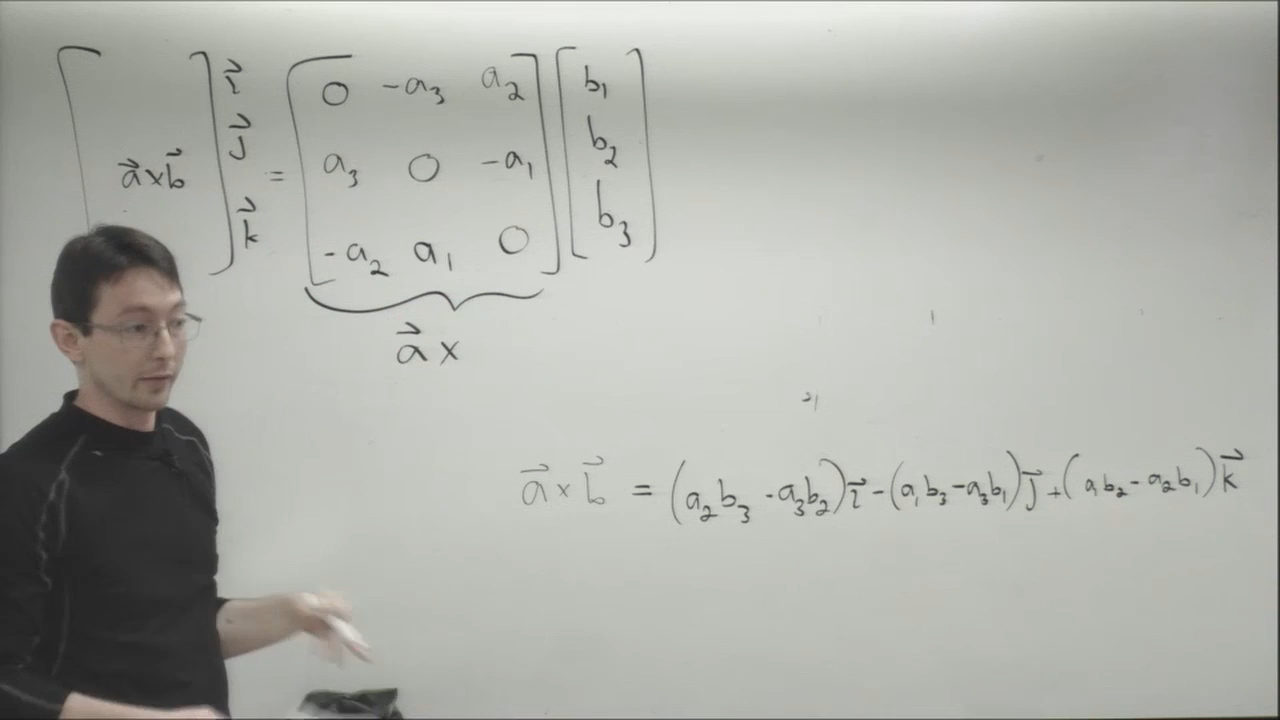 i⃗ 0 -a₃ a₂ b₁
j⃗ b₂
a⃗×b⃗ = a₃ 0 -a₁
k⃗ -a₂ a₁ 0 b₃
a⃗ ×
a⃗ × b⃗ = (a₂b₃ - a₃b₂)i⃗ - (a₁b₃ - a₃b₁)j⃗ + (a₁b₂ - a₂b₁)k⃗